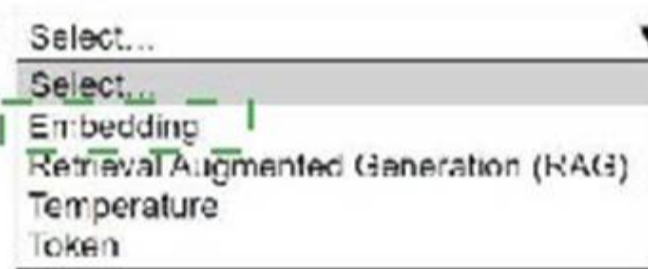 Select...
Select...
Embedding
Retrieval Augmented Generation (RAG)
Temperature
Token